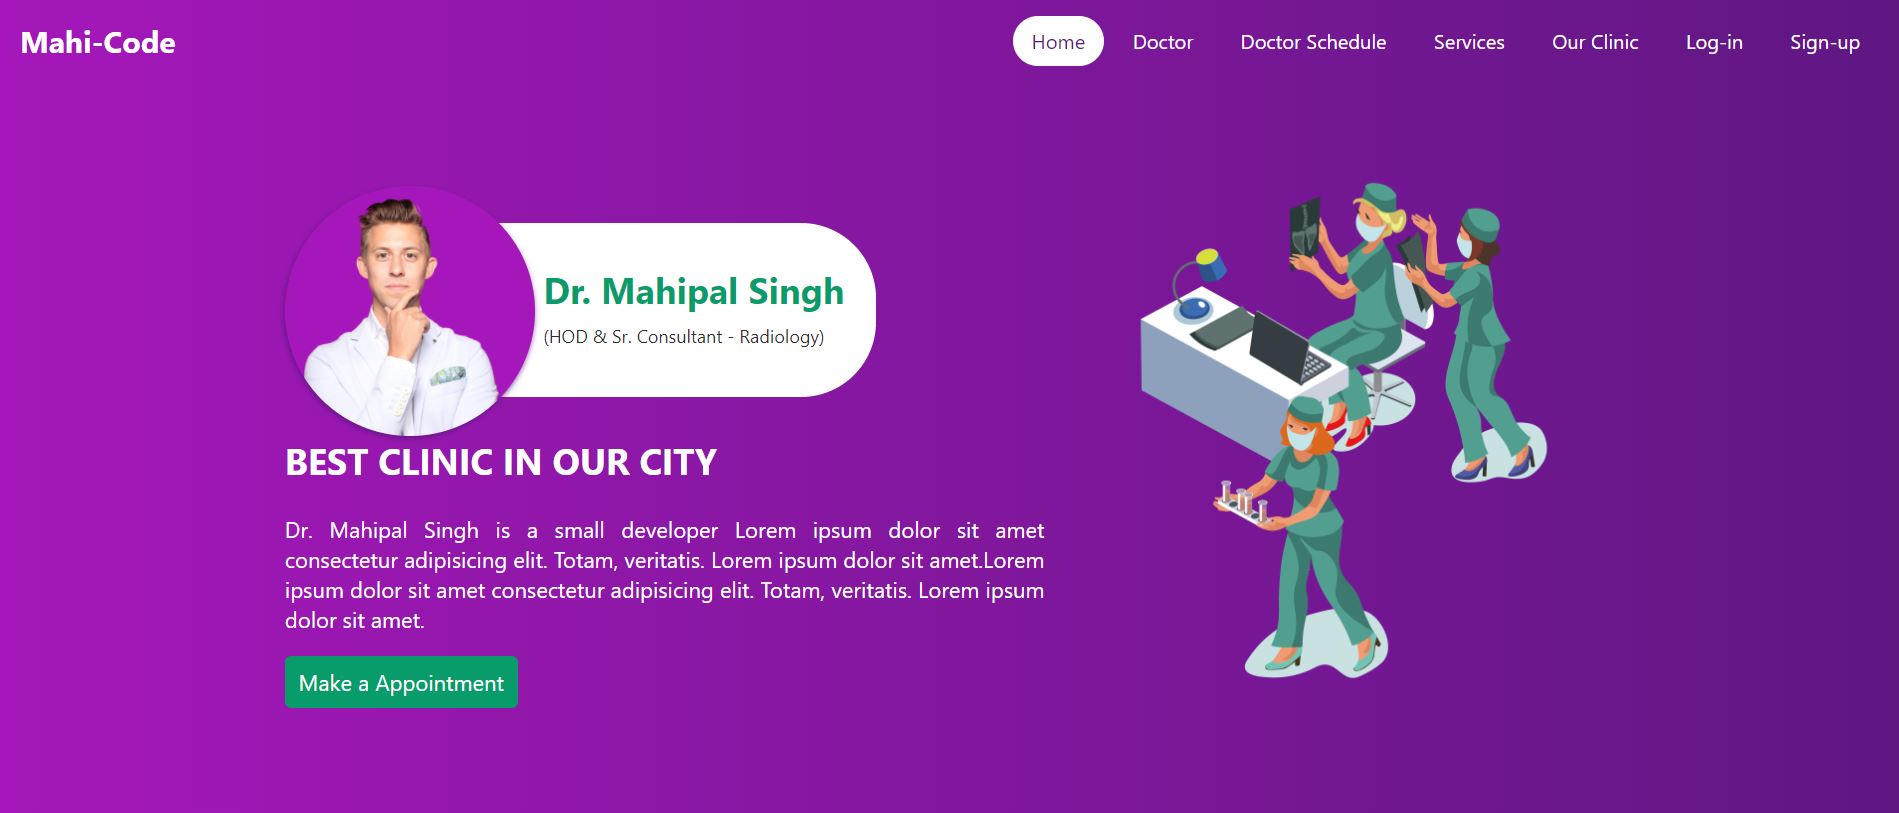 Mahi-Code
Home
Doctor
Doctor Schedule
Services
Our Clinic
Log-in
Sign-up
Dr. Mahipal Singh
(HOD & Sr. Consultant - Radiology)
BEST CLINIC IN OUR CITY
Dr. Mahipal Singh is a small developer Lorem ipsum dolor sit amet
consectetur adipisicing elit. Totam, veritatis. Lorem ipsum dolor sit amet.Lorem
ipsum dolor sit amet consectetur adipisicing elit. Totam, veritatis. Lorem ipsum
dolor sit amet.
Make a Appointment